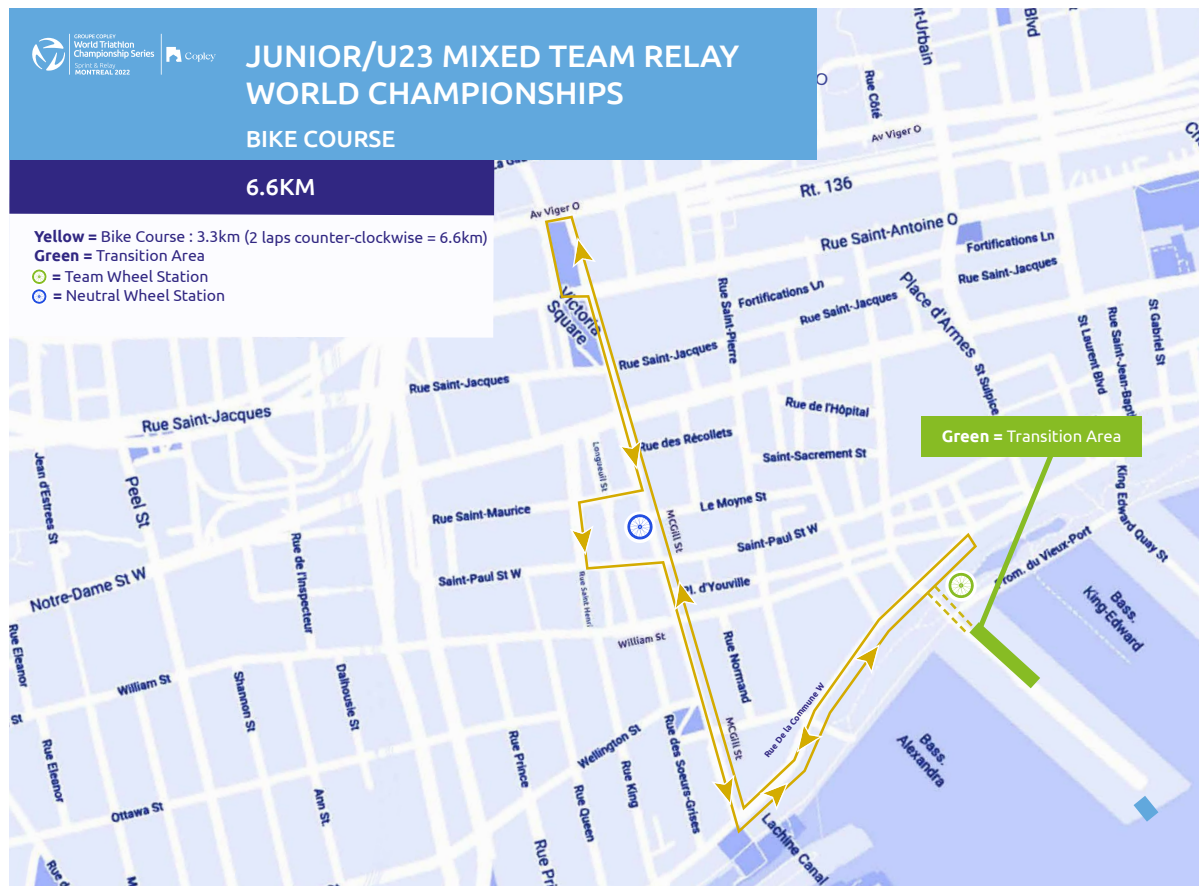 GROUPE COPLEY
World Triathlon
Championship Series
Sprint & Relay
MONTREAL 2022
Copley
JUNIOR/U23 MIXED TEAM RELAY
WORLD CHAMPIONSHIPS
BIKE COURSE
6.6KM
Yellow = Bike Course : 3.3km (2 laps counter-clockwise = 6.6km)
Green = Transition Area
= Team Wheel Station
= Neutral Wheel Station
-Urbain
Blvd
Rue Côté
Av Viger O
Rt. 136
Av Viger O
Rue Saint-Antoine O
Fortifications Ln
Rue Saint-Jacques
Place d'Armes
Fortifications Ln
Rue Saint-Jacques
Rue Saint-Pierre
Victoria
Square
St Gabriel St
St Laurent Blvd
Rue Saint-Jean-Bapt
St Sulpice
Rue Saint-Jacques
Rue Saint-Jacques
Rue Saint-Jacques
Rue de l'Hôpital
Green = Transition Area
Rue des Récollets
Saint-Sacrement St
Longueuil St
Jean d'Estrees St
Peel St
King Edward Quay St
Le Moyne St
Rue Saint-Maurice
McGill St
Saint-Paul St W
Prom. du Vieux-Port
Rue de l'Inspecteur
Notre-Dame St W
Saint-Paul St W
Rue Saint Henri
Pl. d'Youville
Bass.
King-Edward
Rue Eleanor
William St
Rue Normand
William St
Shannon St
Dalhousie St
St
Rue De la Commune W
McGill St
Rue des Soeurs-Grises
Wellington St
Rue Prince
Rue King
Rue Queen
Bass.
Alexandra
Rue Eleanor
Ottawa St
Ann St.
Lachine Canal
Rue Pri